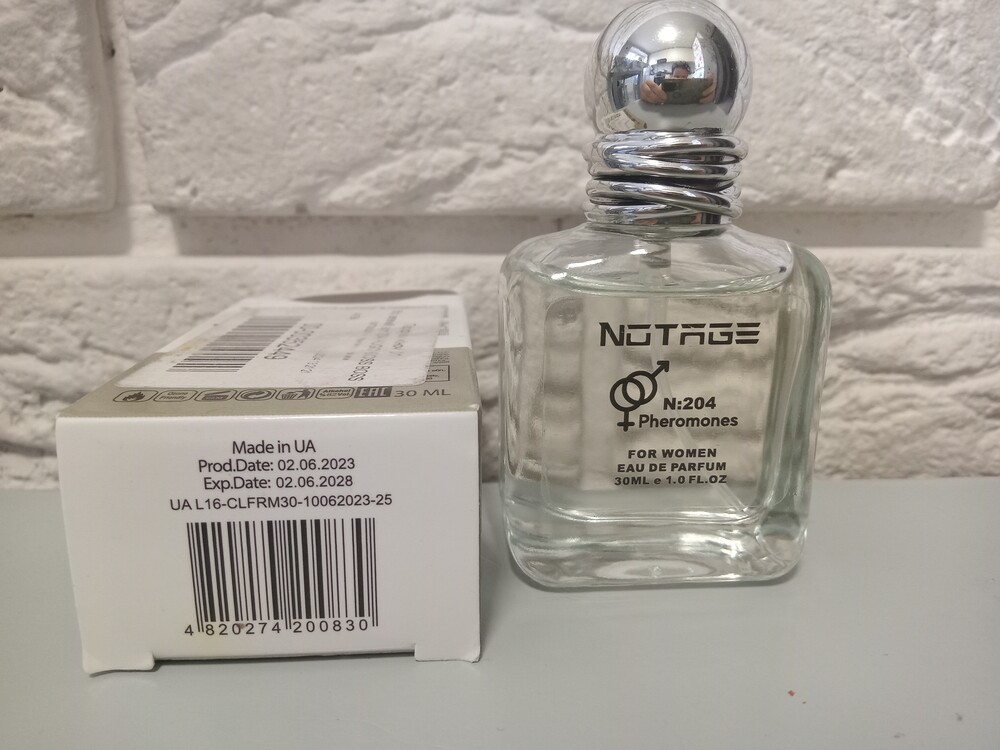 30 ML
Made in UA
Prod.Date: 02.06.2023
Exp.Date: 02.06.2028
UA L16-CLFRM30-10062023-25
4 820274 200830
NOTAGE
N:204
Pheromones
FOR WOMEN
EAU DE PARFUM
30ML e 1.0 FL.OZ